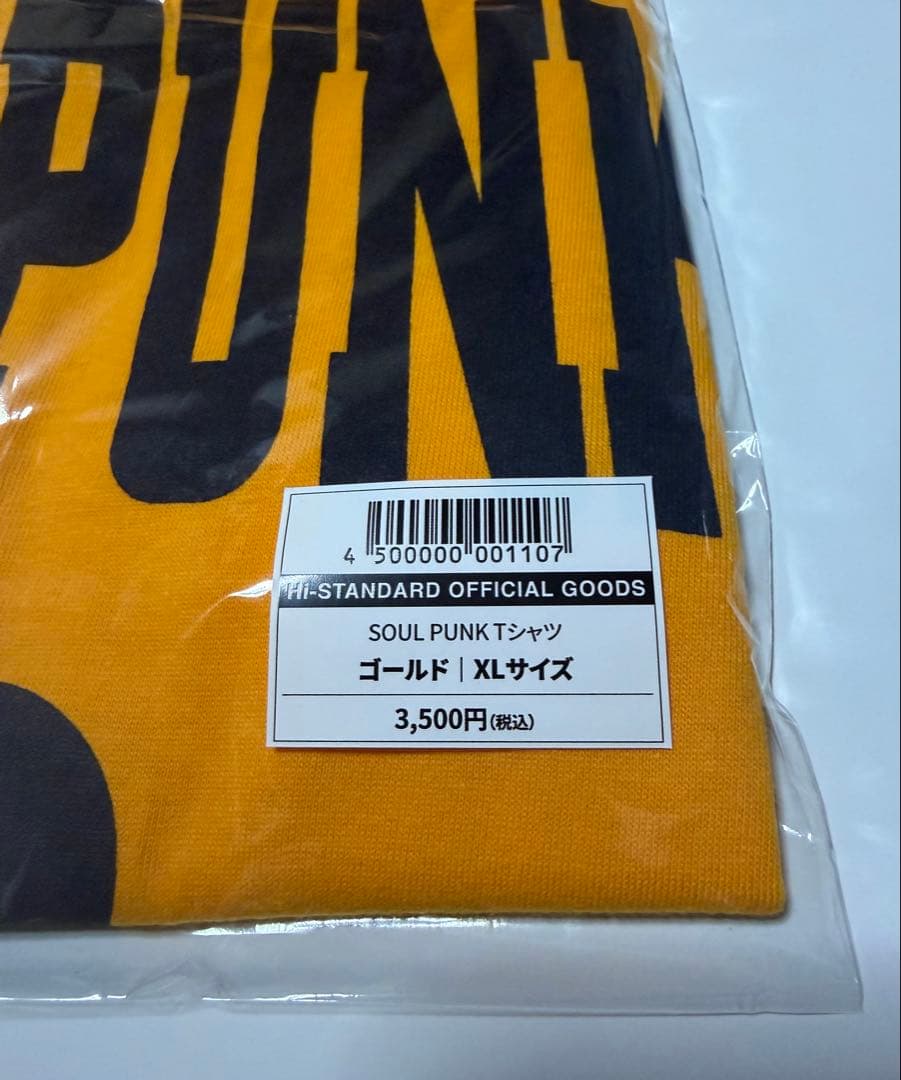 PUNK
4 500000 001107
Hi-STANDARD OFFICIAL GOODS
SOUL PUNK Tシャツ
ゴールド｜XLサイズ
3,500円(税込)